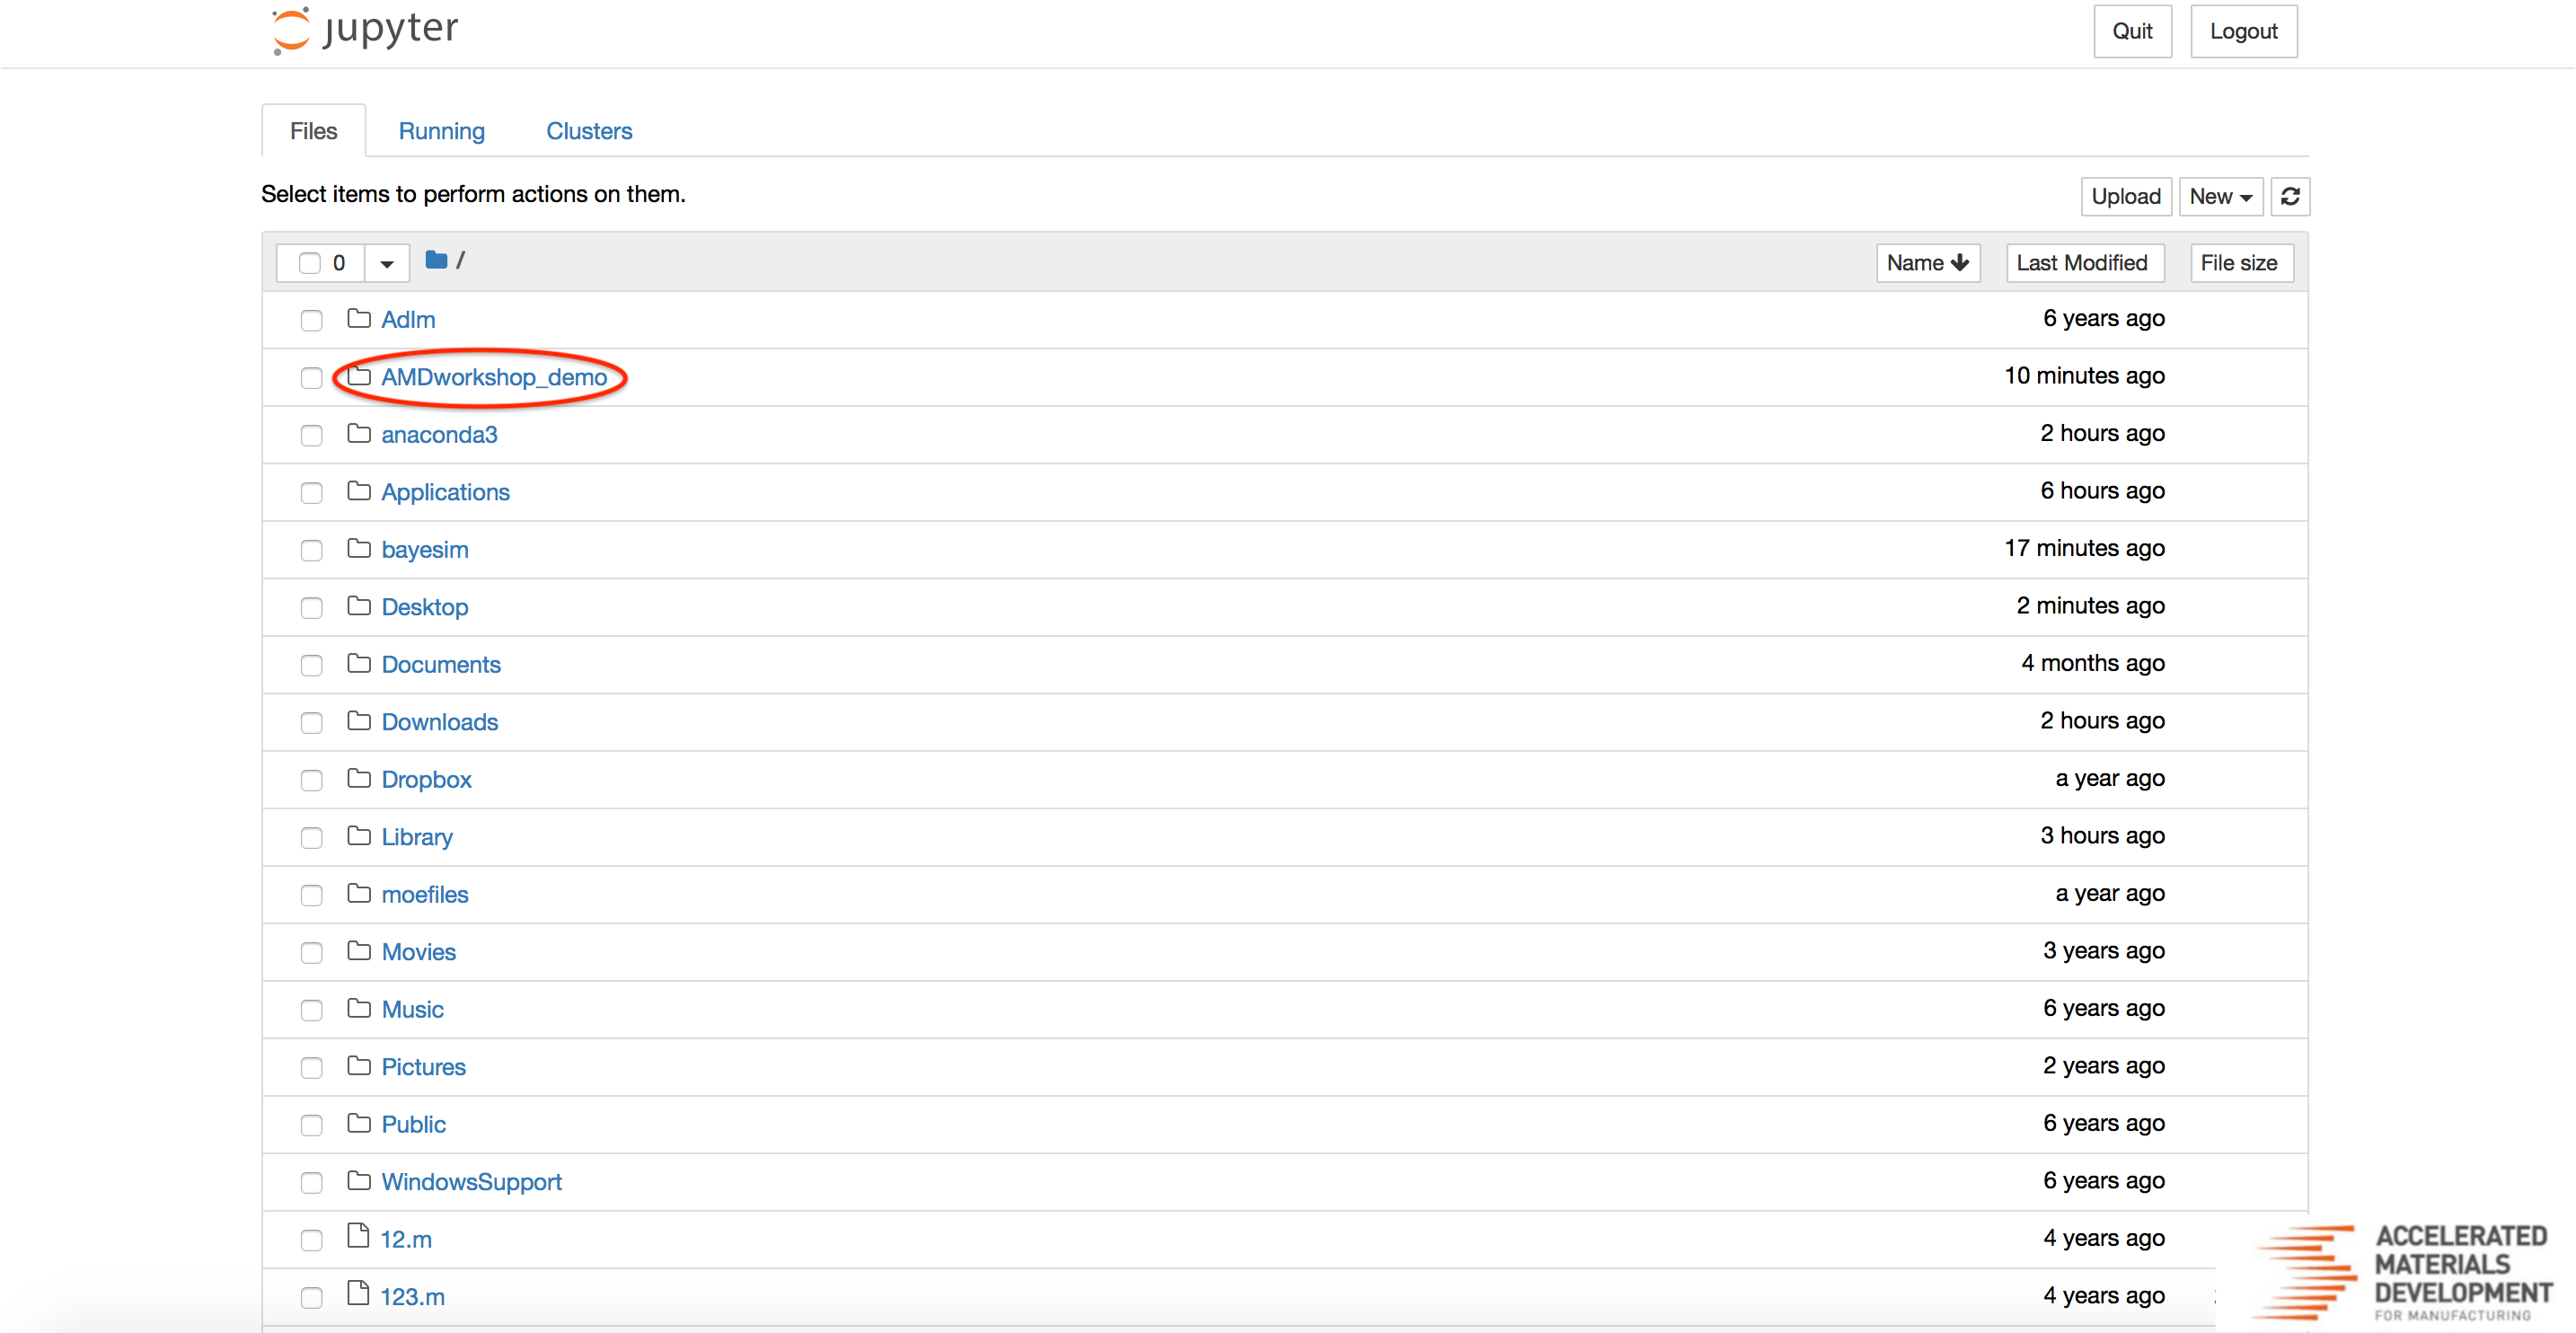 jupyter
Quit Logout
Files Running Clusters
Select items to perform actions on them.
Upload New
0 / Name Last Modified File size
Adlm 6 years ago
AMDworkshop_demo 10 minutes ago
anaconda3 2 hours ago
Applications 6 hours ago
bayesim 17 minutes ago
Desktop 2 minutes ago
Documents 4 months ago
Downloads 2 hours ago
Dropbox a year ago
Library 3 hours ago
moefiles a year ago
Movies 3 years ago
Music 6 years ago
Pictures 2 years ago
Public 6 years ago
WindowsSupport 6 years ago
12.m 4 years ago
123.m 4 years ago
ACCELERATED
MATERIALS
DEVELOPMENT
FOR MANUFACTURING